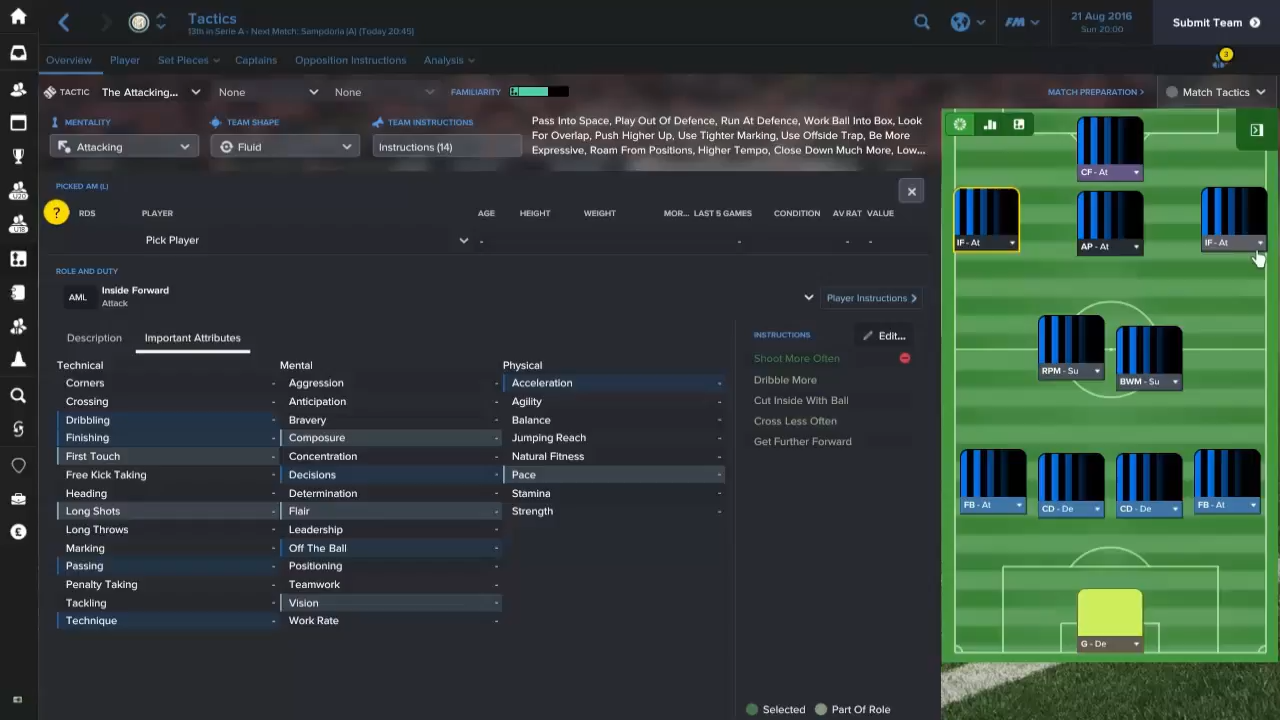 Tactics
13th in Serie A - Next Match: Sampdoria (A) (Today 20:45)
FM
21 Aug 2016
Sun 20:00
Submit Team
Overview
Player
Set Pieces
Captains
Opposition Instructions
Analysis
3
TACTIC
The Attacking...
None
None
FAMILIARITY
MATCH PREPARATION >
Match Tactics
MENTALITY
TEAM SHAPE
TEAM INSTRUCTIONS
Attacking
Fluid
Instructions (14)
Pass Into Space, Play Out Of Defence, Run At Defence, Work Ball Into Box, Look
For Overlap, Push Higher Up, Use Tighter Marking, Use Offside Trap, Be More
Expressive, Roam From Positions, Higher Tempo, Close Down Much More, Low...
PICKED AM (L)
?
RDS
PLAYER
AGE
HEIGHT
WEIGHT
MOR...
LAST 5 GAMES
CONDITION
AV RAT
VALUE
Pick Player
-
-
-
-
ROLE AND DUTY
AML
Inside Forward
Attack
Player Instructions >
Description
Important Attributes
INSTRUCTIONS
Edit...
Technical
Corners -
Crossing -
Dribbling -
Finishing -
First Touch -
Free Kick Taking -
Heading -
Long Shots -
Long Throws -
Marking -
Passing -
Penalty Taking -
Tackling -
Technique -
Mental
Aggression -
Anticipation -
Bravery -
Composure -
Concentration -
Decisions -
Determination -
Flair -
Leadership -
Off The Ball -
Positioning -
Teamwork -
Vision -
Work Rate -
Physical
Acceleration -
Agility -
Balance -
Jumping Reach -
Natural Fitness -
Pace -
Stamina -
Strength -
Shoot More Often
Dribble More
Cut Inside With Ball
Cross Less Often
Get Further Forward
Selected
Part Of Role
CF - At
IF - At
AP - At
IF - At
RPM - Su
BWM - Su
FB - At
CD - De
CD - De
FB - At
G - De
U20
U18